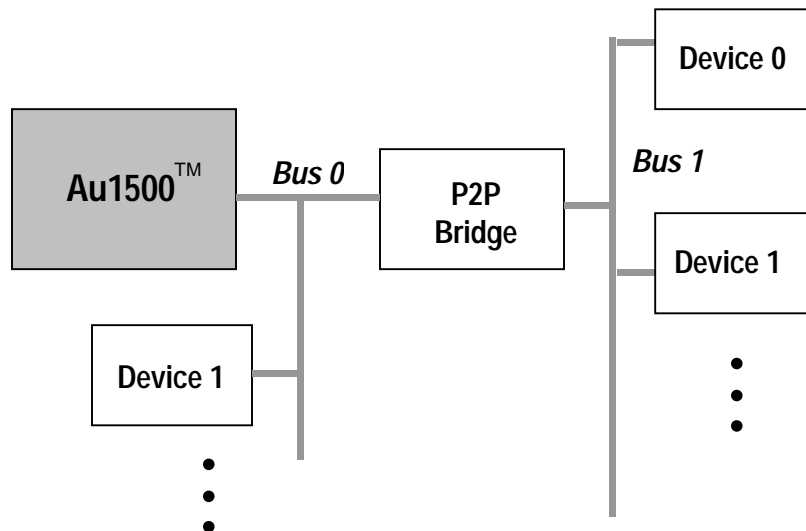 Device 0
Au1500™
Bus 0
P2P
Bridge
Bus 1
Device 1
Device 1